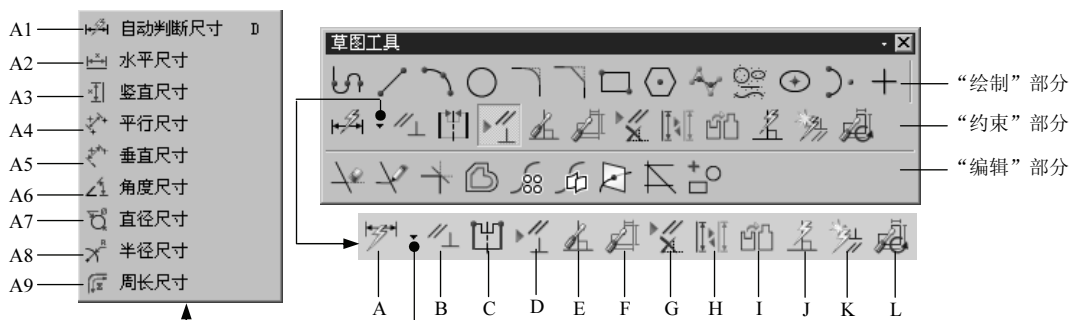 A1 自动判断尺寸 D
A2 水平尺寸
A3 竖直尺寸
A4 平行尺寸
A5 垂直尺寸
A6 角度尺寸
A7 直径尺寸
A8 半径尺寸
A9 周长尺寸
草图工具
“绘制”部分
“约束”部分
“编辑”部分
A B C D E F G H I J K L